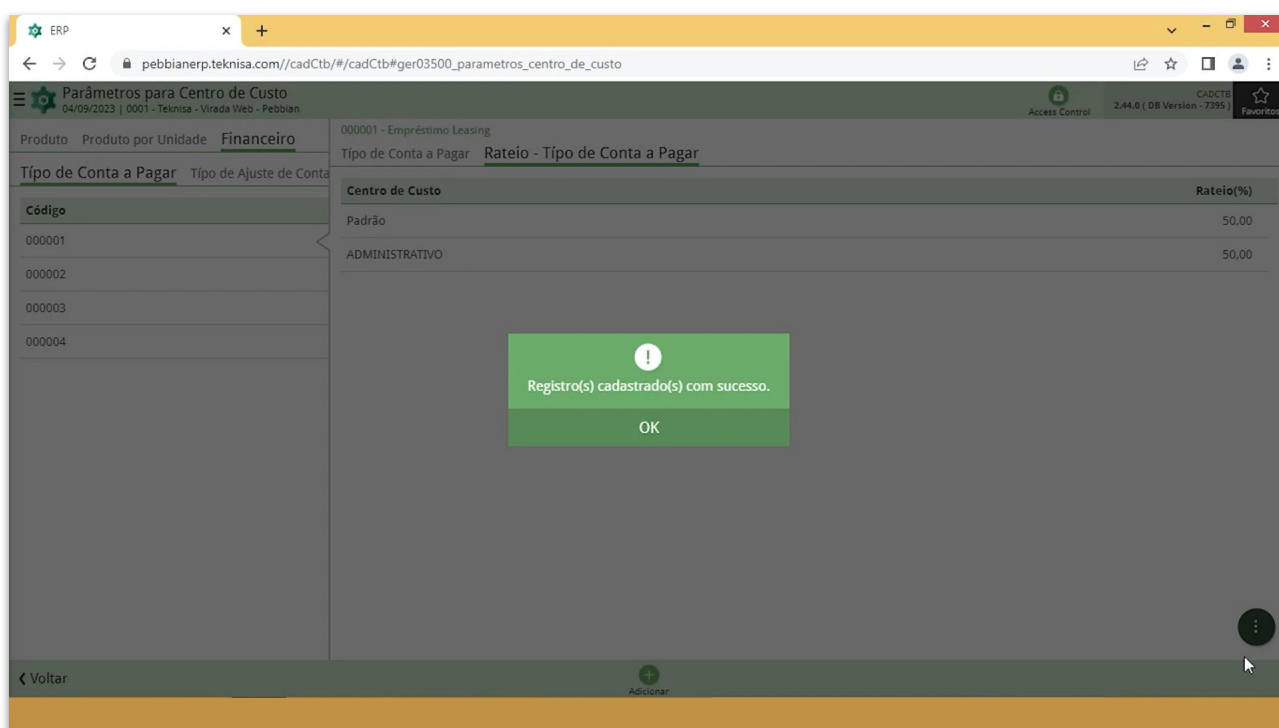 ERP
pebbianerp.teknisa.com//cadCtb/#/cadCtb#ger03500_parametros_centro_de_custo
Parâmetros para Centro de Custo
04/09/2023 | 0001 - Teknisa - Virada Web - Pebbian
Access Control
CADCTB
2.44.0 ( DB Version - 7395 )
Favoritos
Produto Produto por Unidade Financeiro
Típo de Conta a Pagar Típo de Ajuste de Conta
Código
000001
000002
000003
000004
000001 - Empréstimo Leasing
Típo de Conta a Pagar Rateio - Típo de Conta a Pagar
Centro de Custo Rateio(%)
Padrão 50,00
ADMINISTRATIVO 50,00
Registro(s) cadastrado(s) com sucesso.
OK
Voltar
Adicionar